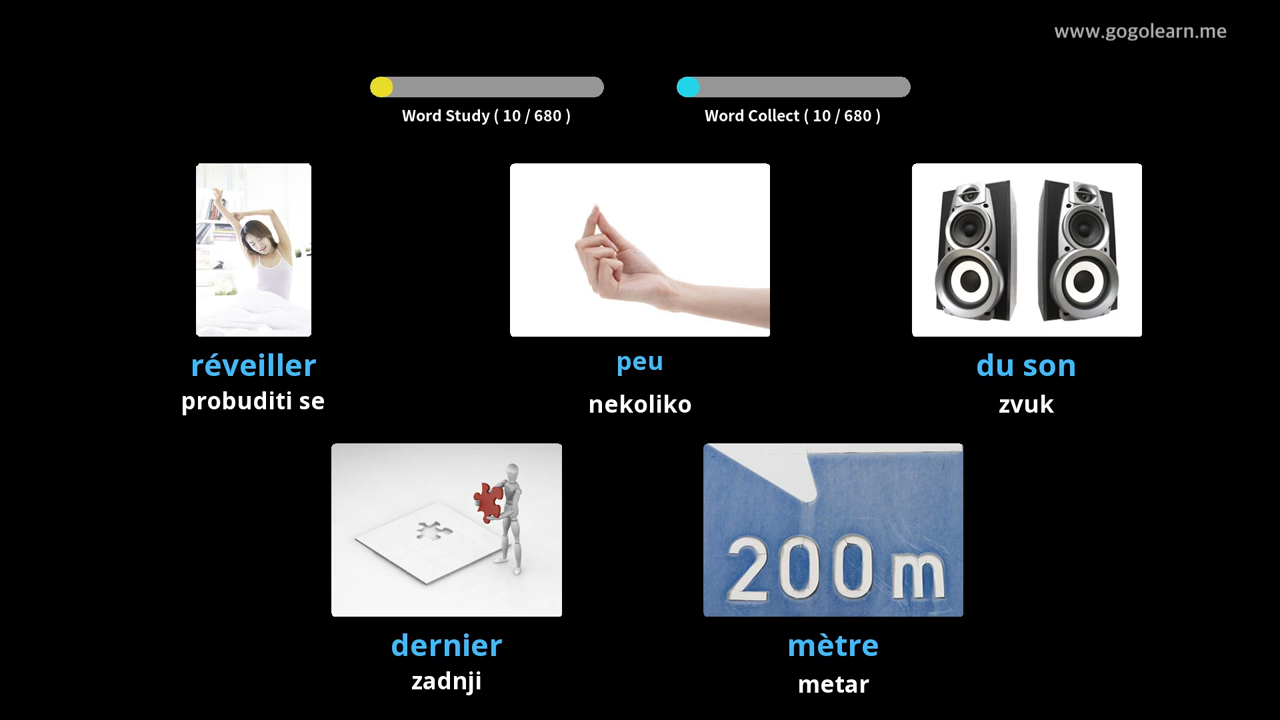 www.gogolearn.me
Word Study ( 10 / 680 )
Word Collect ( 10 / 680 )
réveiller
probuditi se
peu
nekoliko
du son
zvuk
200m
dernier
zadnji
mètre
metar